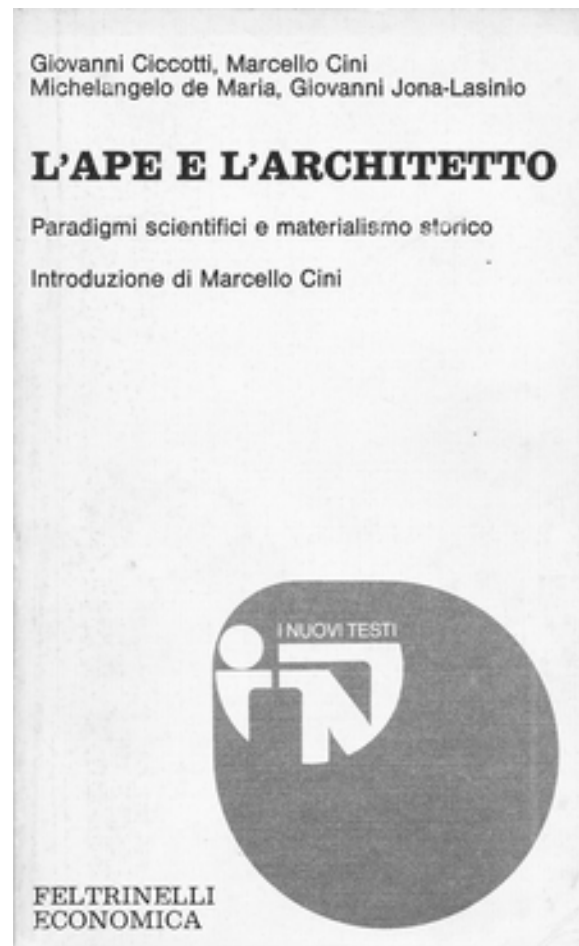 Giovanni Ciccotti, Marcello Cini
Michelangelo de Maria, Giovanni Jona-Lasinio
L'APE E L'ARCHITETTO
Paradigmi scientifici e materialismo storico
Introduzione di Marcello Cini
I NUOVI TESTI
iNT
FELTRINELLI
ECONOMICA